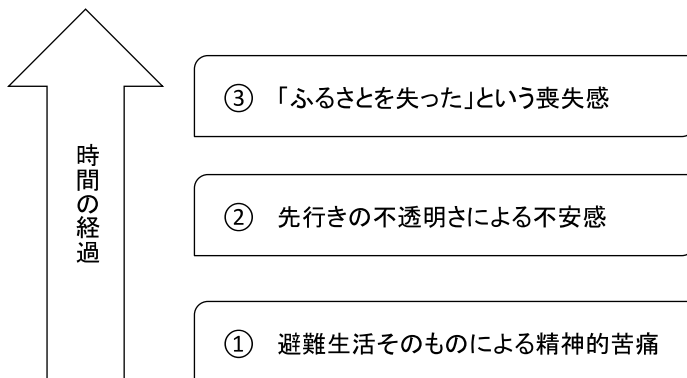 ③ 「ふるさとを失った」という喪失感
時間の経過
② 先行きの不透明さによる不安感
① 避難生活そのものによる精神的苦痛